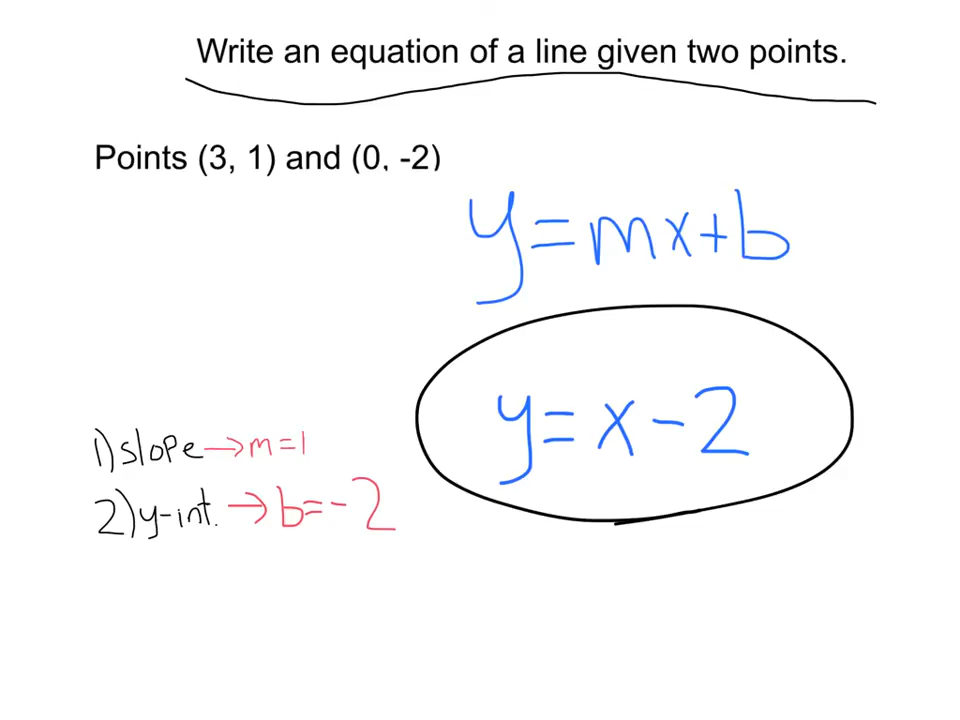 Write an equation of a line given two points.
Points (3, 1) and (0, -2)
y=mx+b
y=x-2
1) slope → m=1
2) y-int. → b=-2